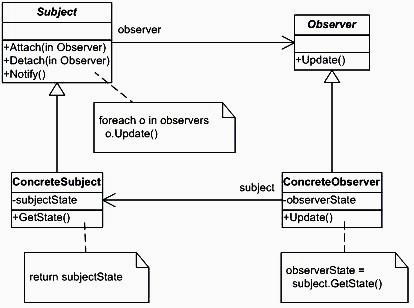 Subject
+Attach(in Observer)
+Detach(in Observer)
+Notify()
observer
Observer
+Update()
foreach o in observers
o.Update()
ConcreteSubject
-subjectState
+GetState()
subject
ConcreteObserver
-observerState
+Update()
return subjectState
observerState =
subject.GetState()